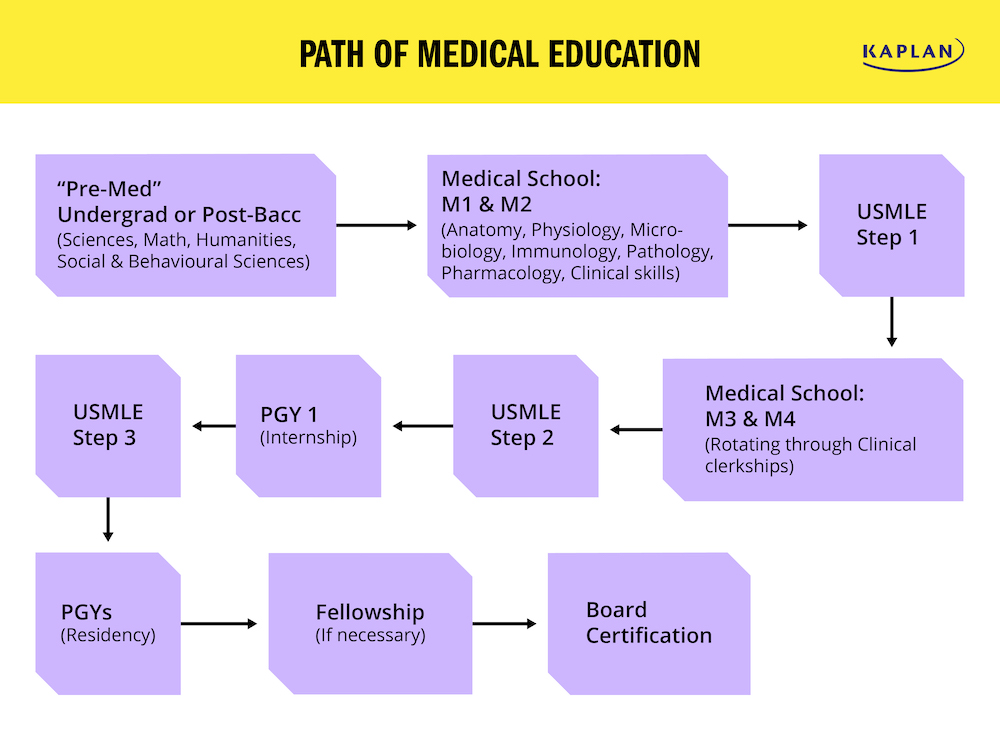 PATH OF MEDICAL EDUCATION
KAPLAN
“Pre-Med”
Undergrad or Post-Bacc
(Sciences, Math, Humanities,
Social & Behavioural Sciences)
Medical School:
M1 & M2
(Anatomy, Physiology, Micro-
biology, Immunology, Pathology,
Pharmacology, Clinical skills)
USMLE
Step 1
Medical School:
M3 & M4
(Rotating through Clinical
clerkships)
USMLE
Step 2
PGY 1
(Internship)
USMLE
Step 3
PGYs
(Residency)
Fellowship
(If necessary)
Board
Certification